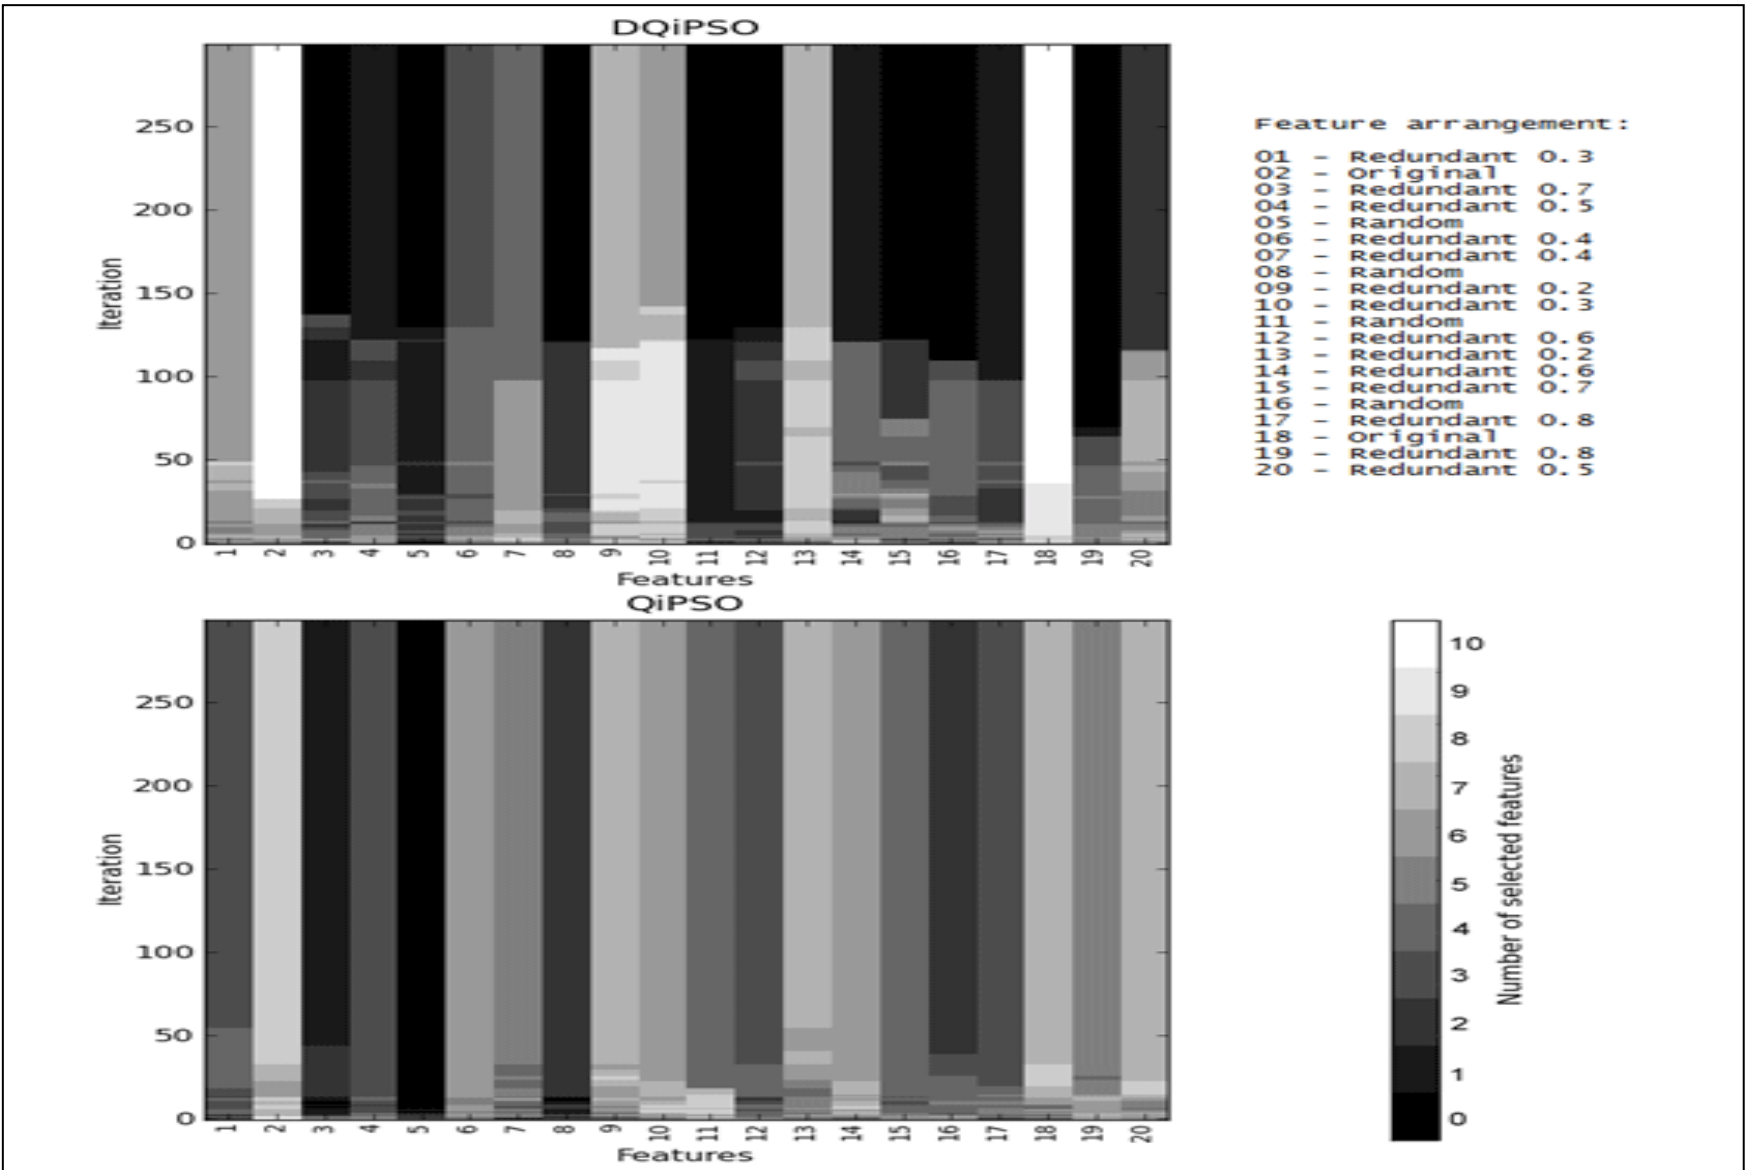 DQiPSO
250
200
150
100
50
0
Iteration
1 2 3 4 5 6 7 8 9 10 11 12 13 14 15 16 17 18 19 20
Features
Feature arrangement:
01 - Redundant 0.3
02 - Original
03 - Redundant 0.7
04 - Redundant 0.5
05 - Random
06 - Redundant 0.4
07 - Redundant 0.4
08 - Random
09 - Redundant 0.2
10 - Redundant 0.3
11 - Random
12 - Redundant 0.6
13 - Redundant 0.2
14 - Redundant 0.6
15 - Redundant 0.7
16 - Random
17 - Redundant 0.8
18 - Original
19 - Redundant 0.8
20 - Redundant 0.5
QiPSO
250
200
150
100
50
0
Iteration
1 2 3 4 5 6 7 8 9 10 11 12 13 14 15 16 17 18 19 20
Features
10
9
8
7
6
5
4
3
2
1
0
Number of selected features